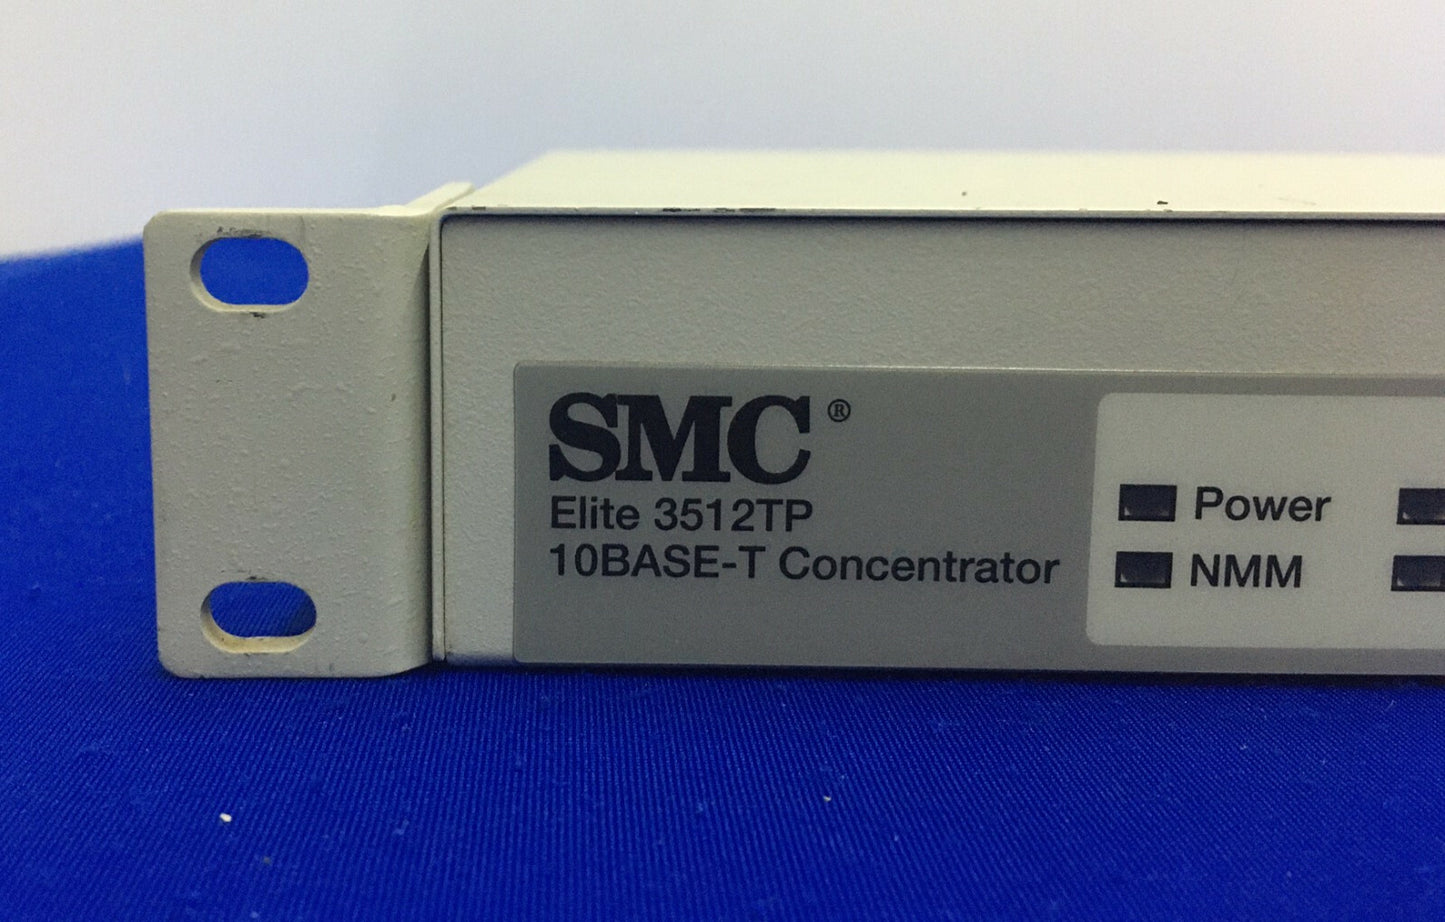 SMC®
Elite 3512TP
10BASE-T Concentrator
Power
NMM